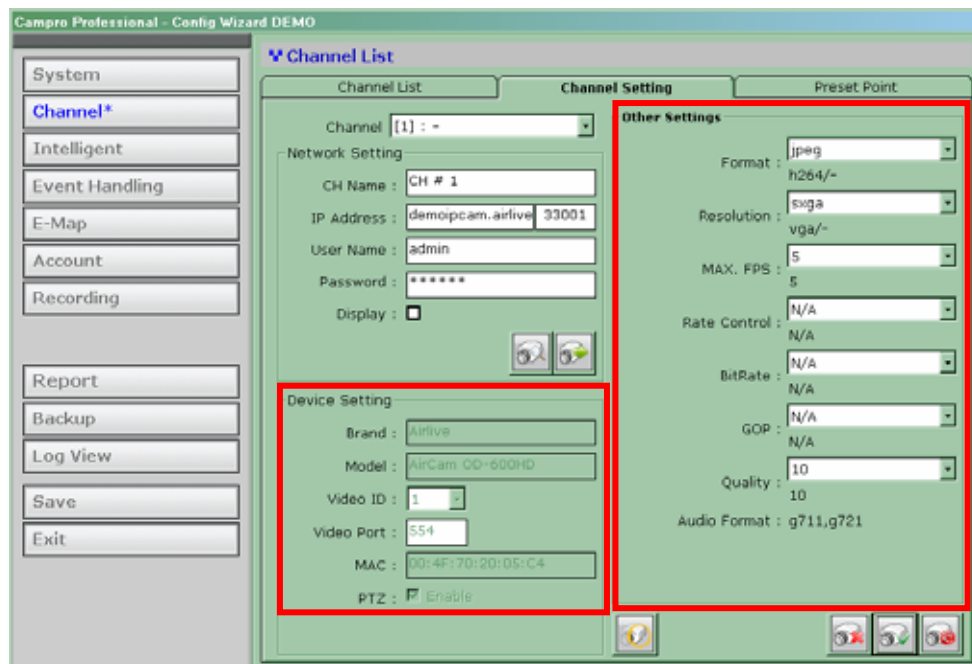 Campro Professional - Config Wizard DEMO
System
Channel*
Intelligent
Event Handling
E-Map
Account
Recording
Report
Backup
Log View
Save
Exit
Channel List
Channel List
Channel Setting
Preset Point
Channel [1] : -
Network Setting
CH Name : CH # 1
IP Address : demoipcam.airlive 33001
User Name : admin
Password : ******
Display :
Device Setting
Brand : Airlive
Model : AirCam OD-600HD
Video ID : 1
Video Port : 554
MAC : 00:4F:70:20:05:C4
PTZ : Enable
Other Settings
Format : jpeg
h264/-
Resolution : sxga
vga/-
MAX. FPS : 5
5
Rate Control : N/A
N/A
BitRate : N/A
N/A
GOP : N/A
N/A
Quality : 10
10
Audio Format : g711,g721